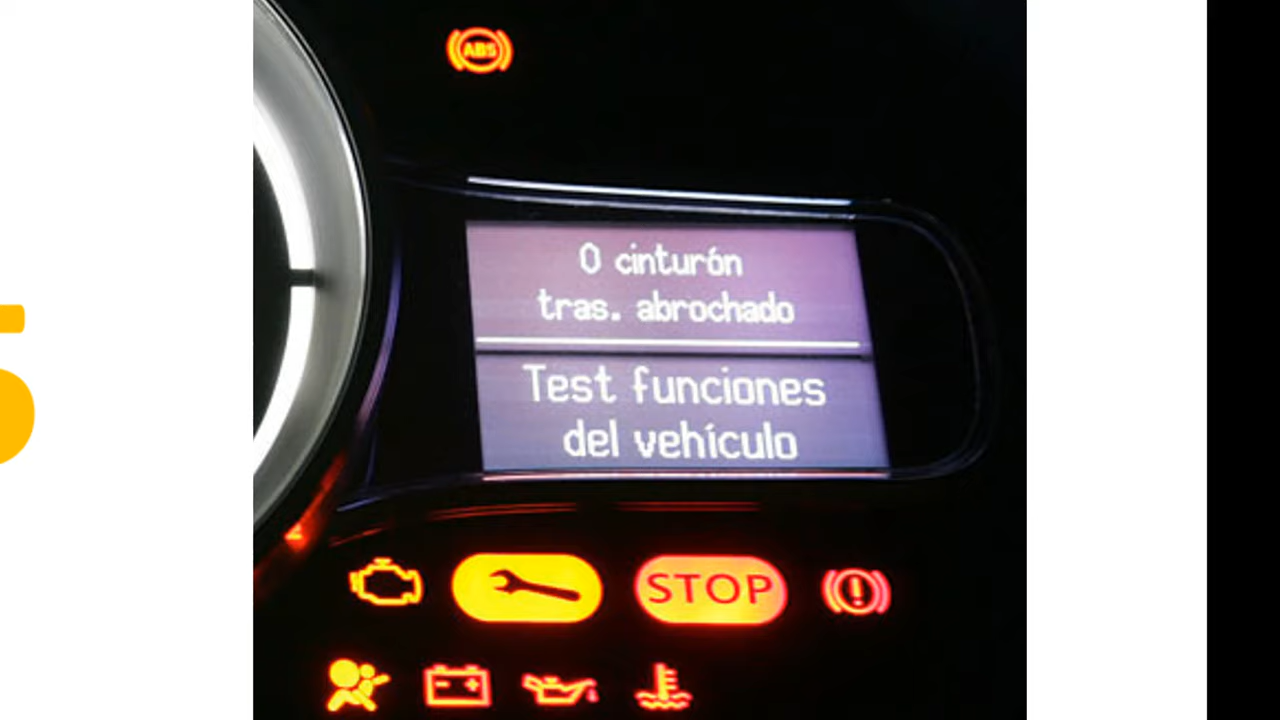 ABS
0 cinturón
tras. abrochado
Test funciones
del vehículo
STOP